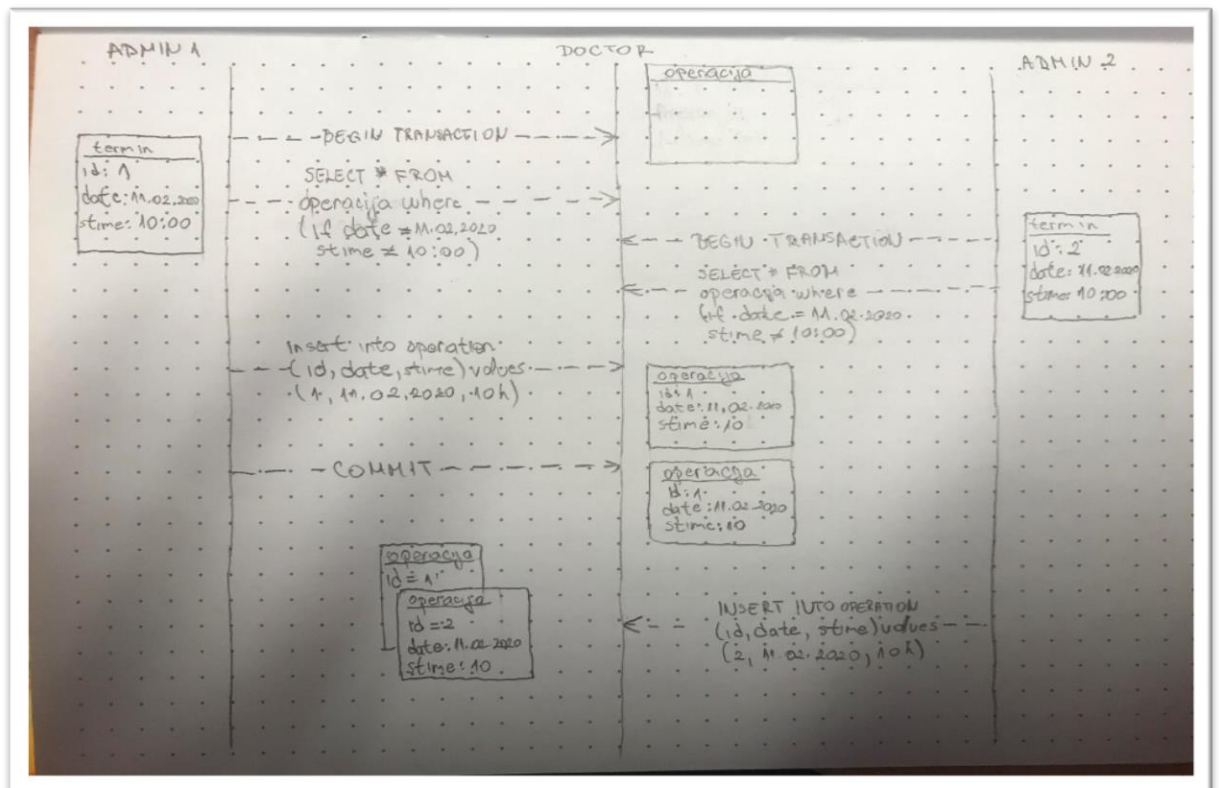 ADMIN 1
DOCTOR
ADMIN 2
operacija
BEGIN TRANSACTION
termin
id: 1
date: 11.02.2020
stime: 10:00
SELECT * FROM
operacija where
(if date ≠ 11.02.2020
stime ≠ 10:00)
BEGIN TRANSACTION
SELECT * FROM
operacija where
(if date = 11.02.2020
stime ≠ 10:00)
termin
id: 2
date: 11.02.2020
stime: 10:00
Insert into operation
(id, date, stime) values
(1, 11.02.2020, 10h)
operacija
id: 1
date: 11.02.2020
stime: 10
COMMIT
operacija
id: 1
date: 11.02.2020
stime: 10
operacija
id = 1
operacija
id = 2
date: 11.02.2020
stime: 10
INSERT INTO OPERATION
(id, date, stime) values
(2, 11.02.2020, 10h)